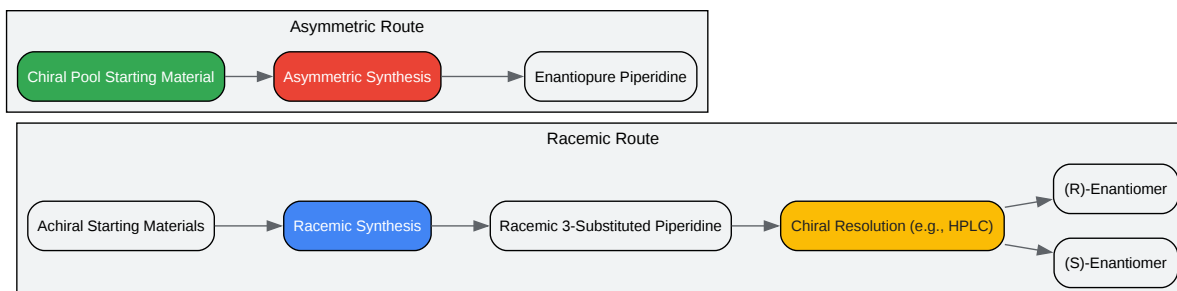 Asymmetric Route
Chiral Pool Starting Material
Asymmetric Synthesis
Enantiopure Piperidine
Racemic Route
Achiral Starting Materials
Racemic Synthesis
Racemic 3-Substituted Piperidine
Chiral Resolution (e.g., HPLC)
(R)-Enantiomer
(S)-Enantiomer